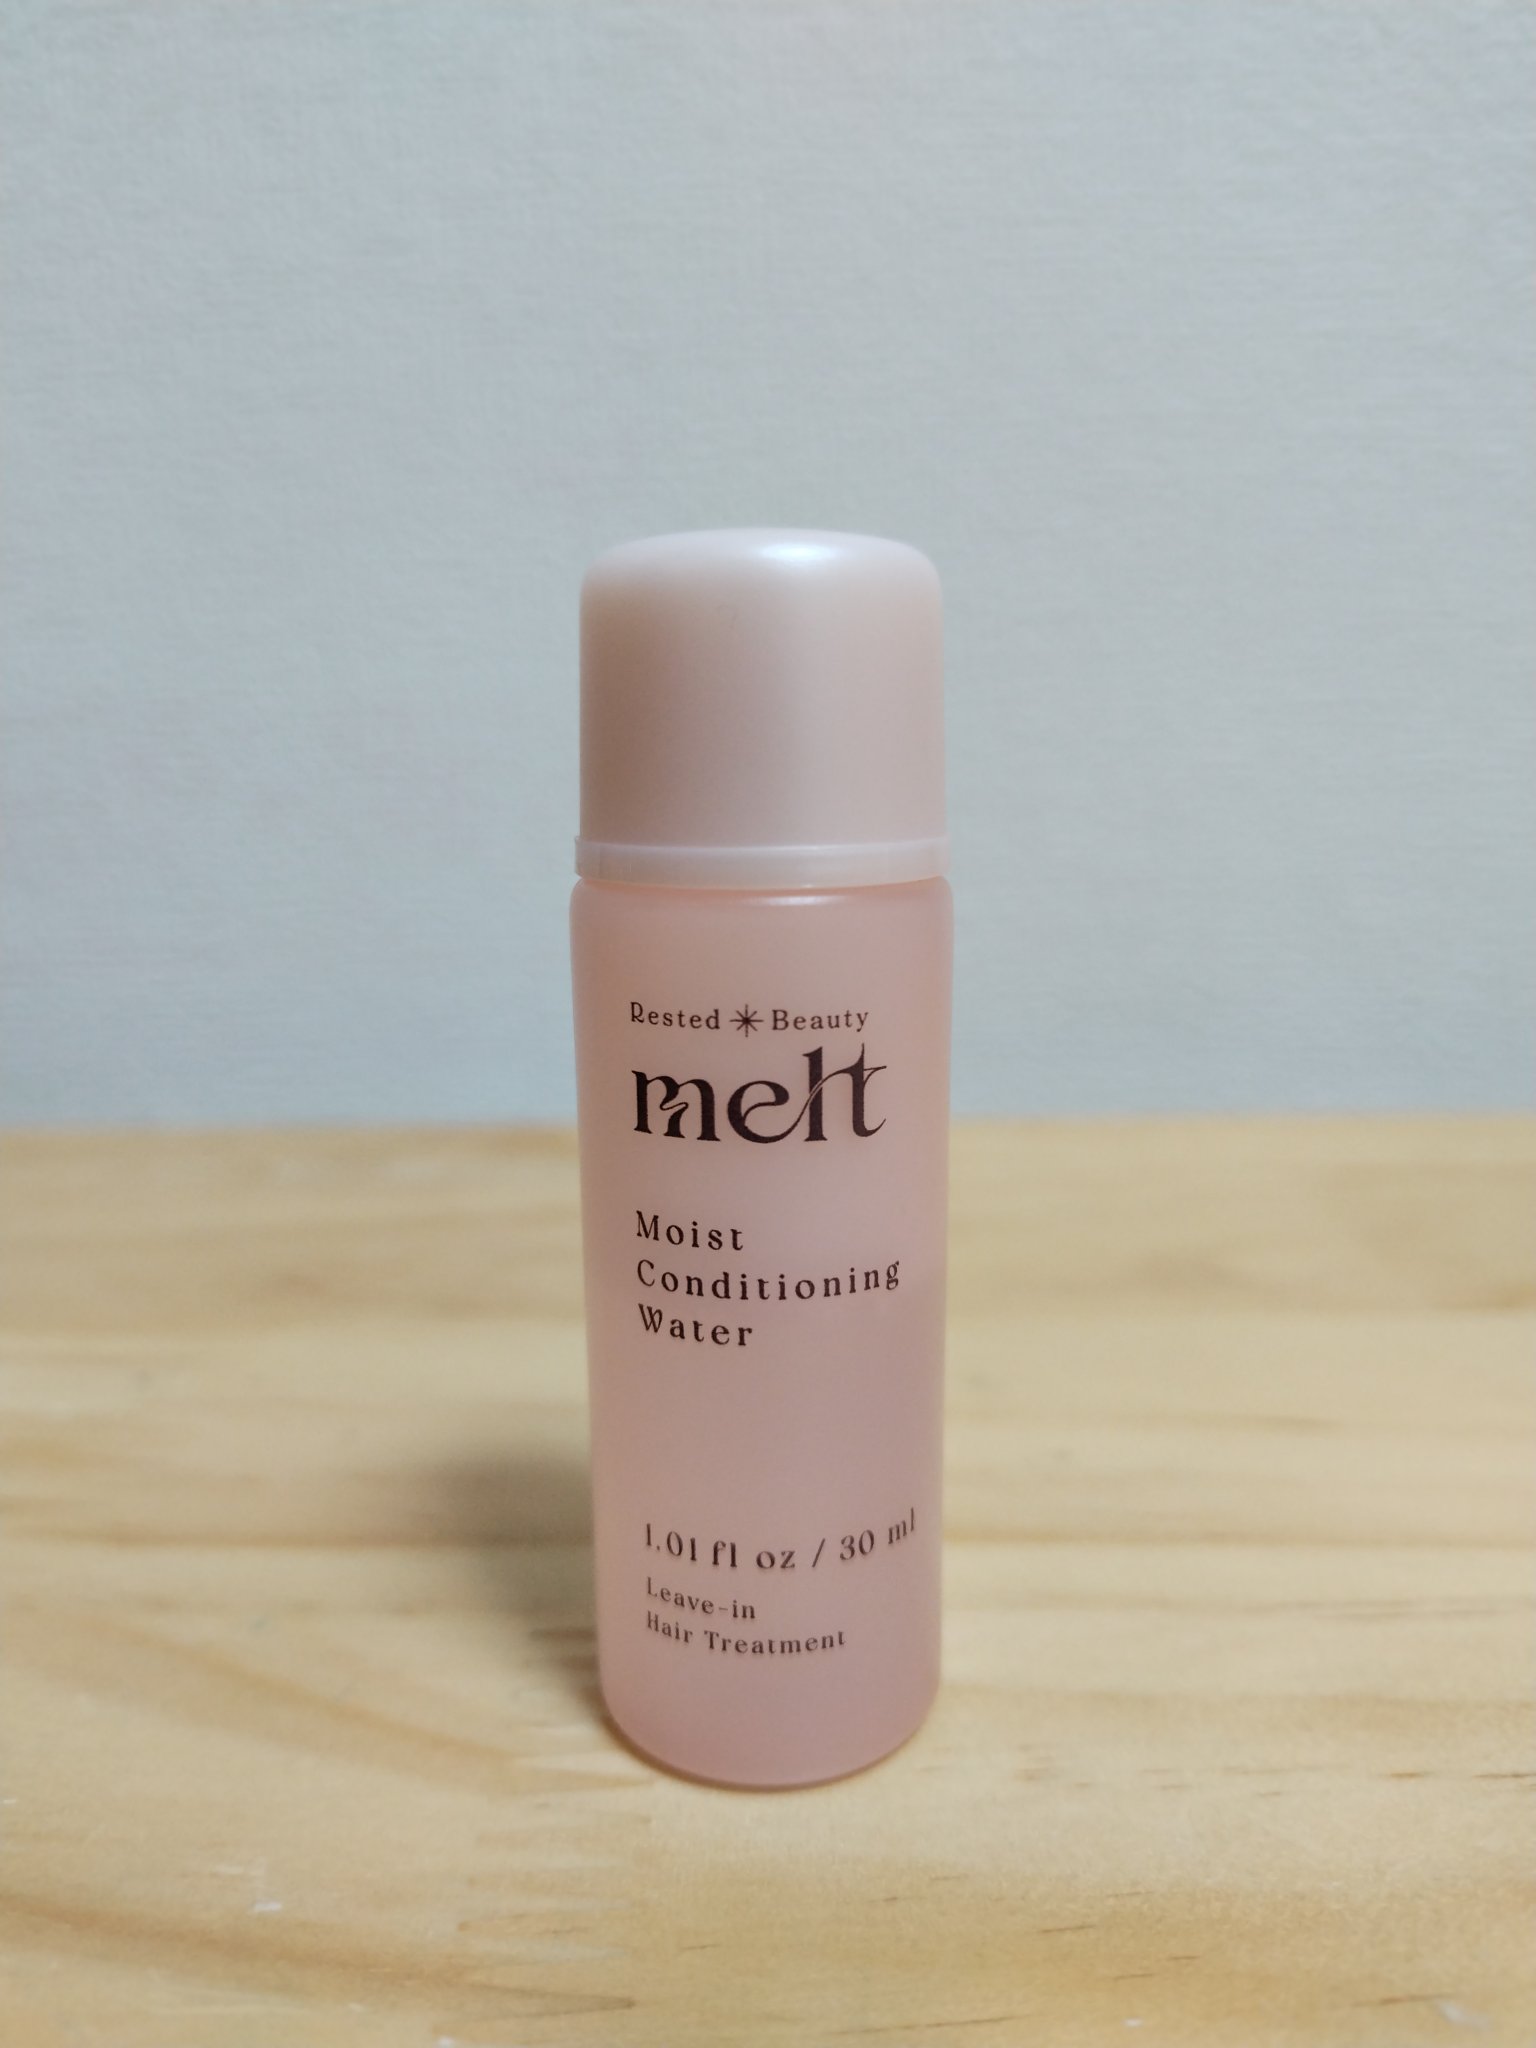 Rested Beauty
melt
Moist
Conditioning
Water
1.01 fl oz / 30 ml
Leave-in
Hair Treatment